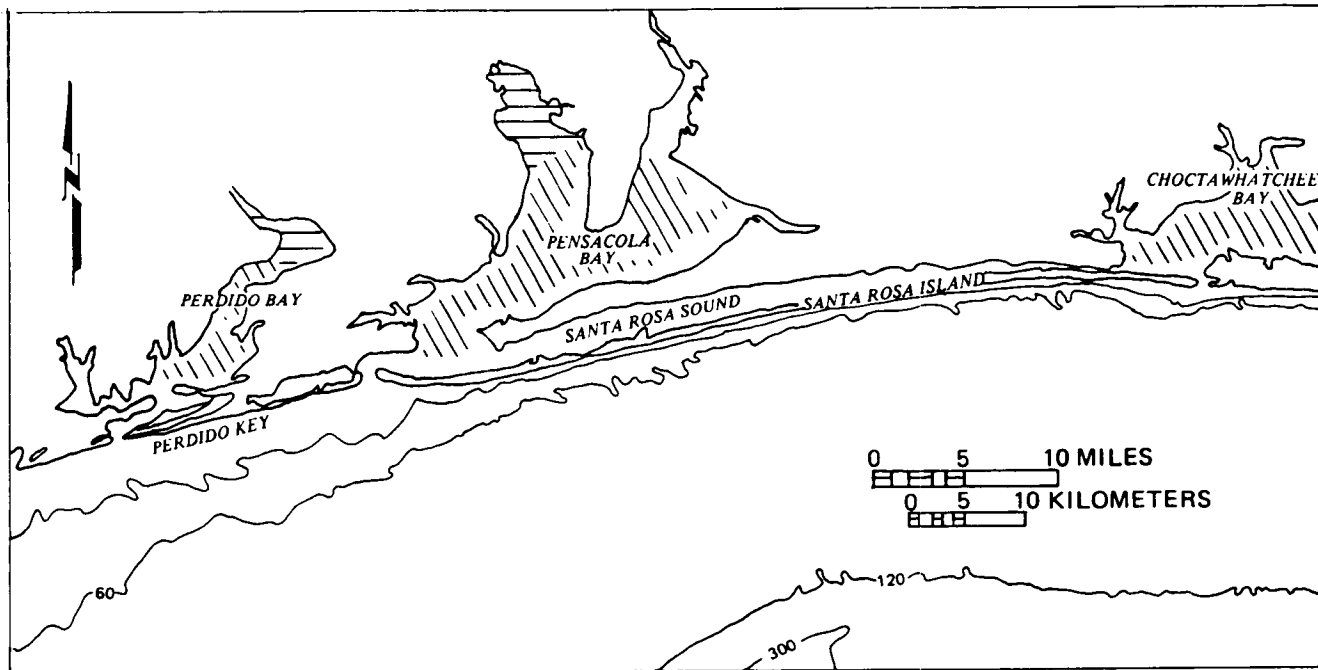 N
CHOCTAWHATCHEE
BAY
PENSACOLA
BAY
PERDIDO BAY
SANTA ROSA ISLAND
SANTA ROSA SOUND
PERDIDO KEY
0 5 10 MILES
0 5 10 KILOMETERS
120
60
300